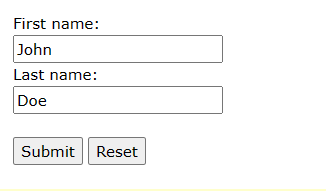 First name:
John
Last name:
Doe
Submit Reset